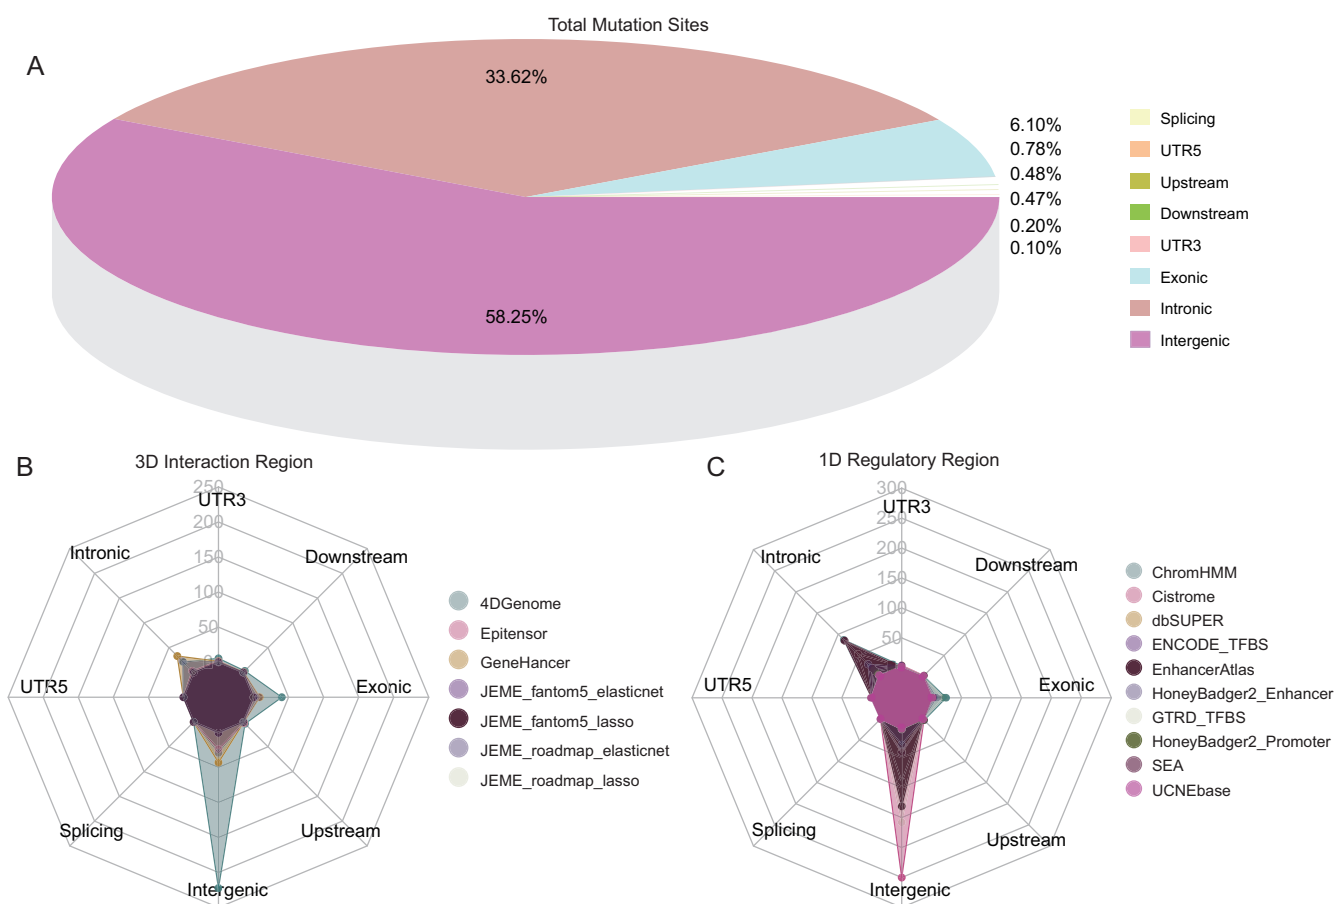 Total Mutation Sites
A
33.62%
58.25%
6.10%
0.78%
0.48%
0.47%
0.20%
0.10%
Splicing
UTR5
Upstream
Downstream
UTR3
Exonic
Intronic
Intergenic
B
3D Interaction Region
250
UTR3
200
150
100
50
0
Intronic
Downstream
UTR5
Exonic
Splicing
Upstream
Intergenic
4DGenome
Epitensor
GeneHancer
JEME_fantom5_elasticnet
JEME_fantom5_lasso
JEME_roadmap_elasticnet
JEME_roadmap_lasso
C
1D Regulatory Region
300
UTR3
250
200
150
100
50
Intronic
Downstream
UTR5
Exonic
Splicing
Upstream
Intergenic
ChromHMM
Cistrome
dbSUPER
ENCODE_TFBS
EnhancerAtlas
HoneyBadger2_Enhancer
GTRD_TFBS
HoneyBadger2_Promoter
SEA
UCNEbase